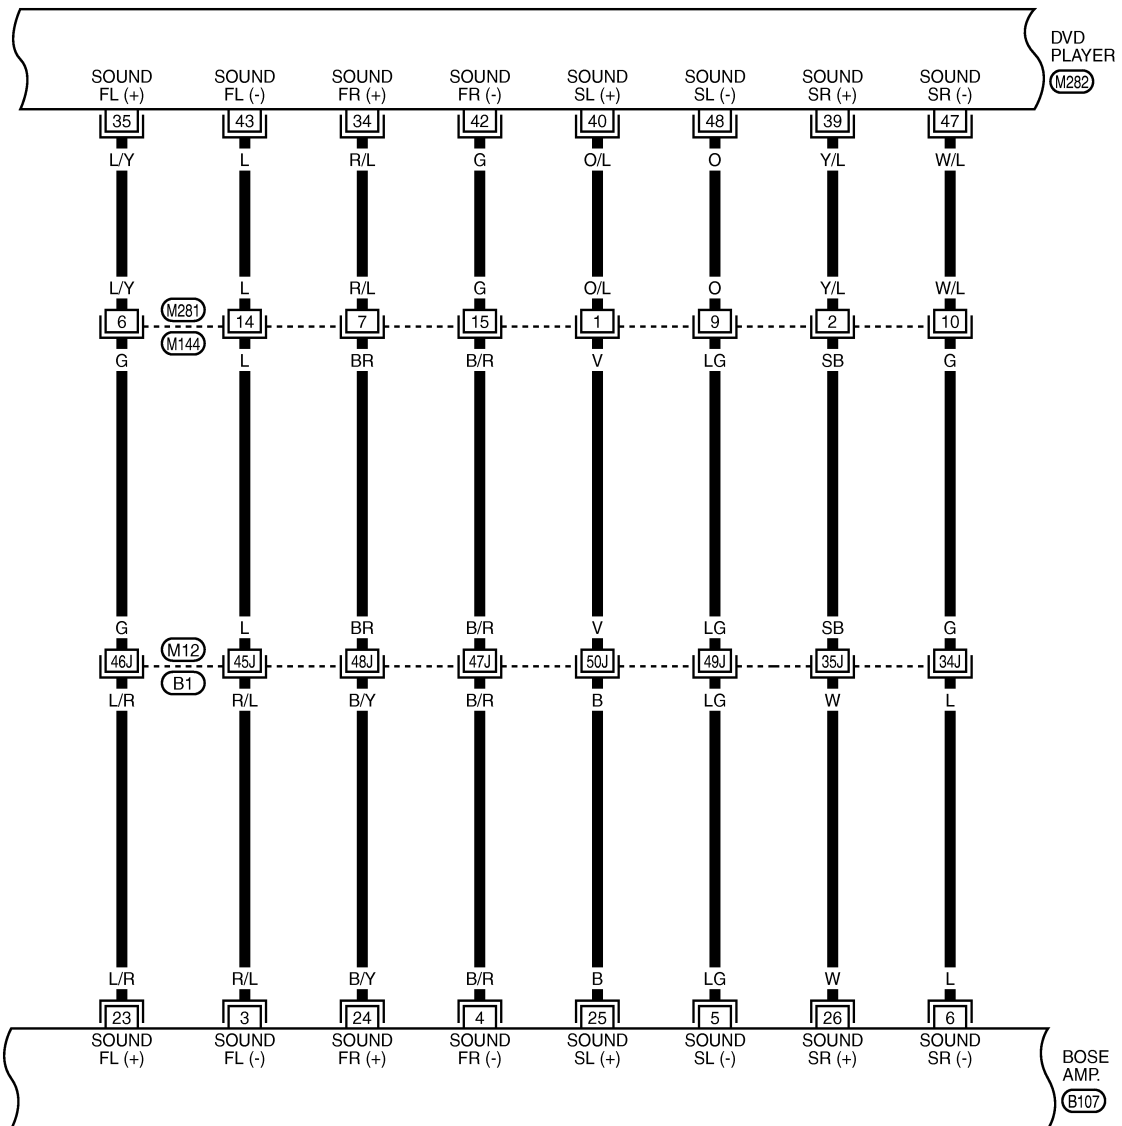 DVD
PLAYER
M282
SOUND SOUND SOUND SOUND SOUND SOUND SOUND SOUND
FL (+) FL (-) FR (+) FR (-) SL (+) SL (-) SR (+) SR (-)
35 43 34 42 40 48 39 47
L/Y L R/L G O/L O Y/L W/L
L/Y L R/L G O/L O Y/L W/L
M281
6 14 7 15 1 9 2 10
M144
G L BR B/R V LG SB G
G L BR B/R V LG SB G
M12
46J 45J 48J 47J 50J 49J 35J 34J
B1
L/R R/L B/Y B/R B LG W L
L/R R/L B/Y B/R B LG W L
23 3 24 4 25 5 26 6
SOUND SOUND SOUND SOUND SOUND SOUND SOUND SOUND
FL (+) FL (-) FR (+) FR (-) SL (+) SL (-) SR (+) SR (-)
BOSE
AMP.
B107